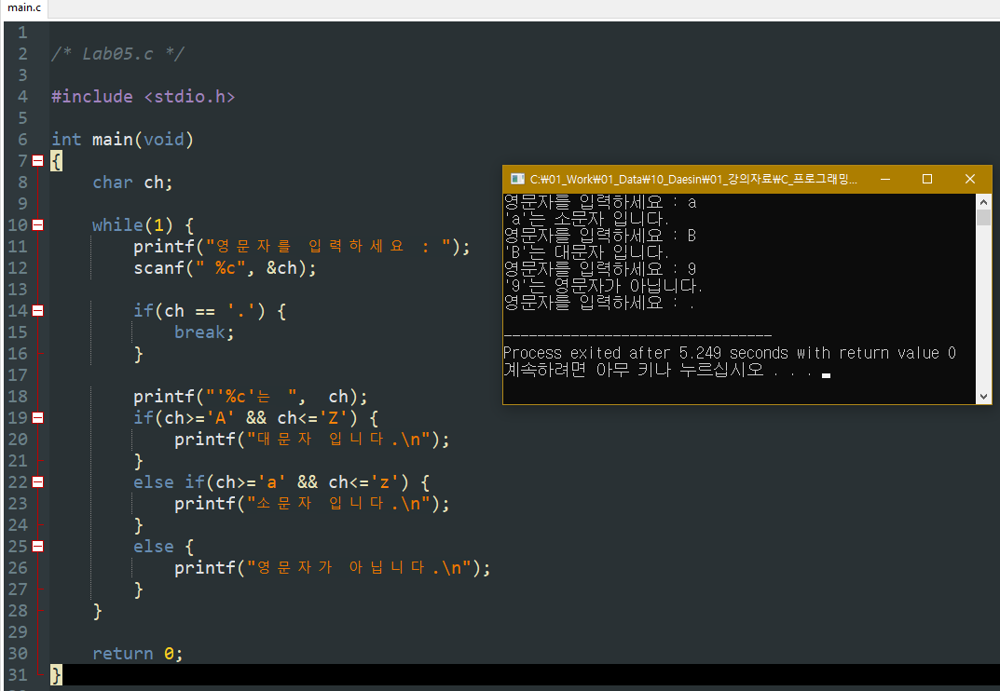 main.c
1
2 /* Lab05.c */
3
4 #include <stdio.h>
5
6 int main(void)
7 {
8 char ch;
9
10 while(1) {
11 printf("영문자를 입력하세요 : ");
12 scanf(" %c", &ch);
13
14 if(ch == '.') {
15 break;
16 }
17
18 printf("'%c'는 ", ch);
19 if(ch>='A' && ch<='Z') {
20 printf("대문자 입니다.\n");
21 }
22 else if(ch>='a' && ch<='z') {
23 printf("소문자 입니다.\n");
24 }
25 else {
26 printf("영문자가 아닙니다.\n");
27 }
28 }
29
30 return 0;
31 }
C:₩01_Work₩01_Data₩10_Daesin₩01_강의자료₩C_프로그래밍...
영문자를 입력하세요 : a
'a'는 소문자 입니다.
영문자를 입력하세요 : B
'B'는 대문자 입니다.
영문자를 입력하세요 : 9
'9'는 영문자가 아닙니다.
영문자를 입력하세요 : .
--------------------------------
Process exited after 5.249 seconds with return value 0
계속하려면 아무 키나 누르십시오 . . .